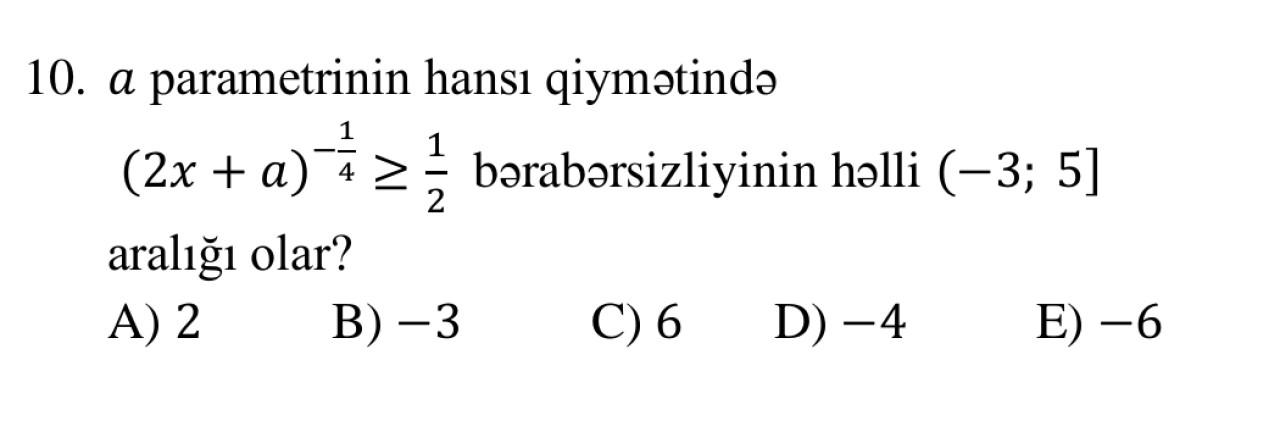 10. a parametrinin hansı qiymətində
(2x + a)^{-\frac{1}{4}} ≥ \frac{1}{2} bərabərsizliyinin həlli (−3; 5]
aralığı olar?
A) 2 B) −3 C) 6 D) −4 E) −6